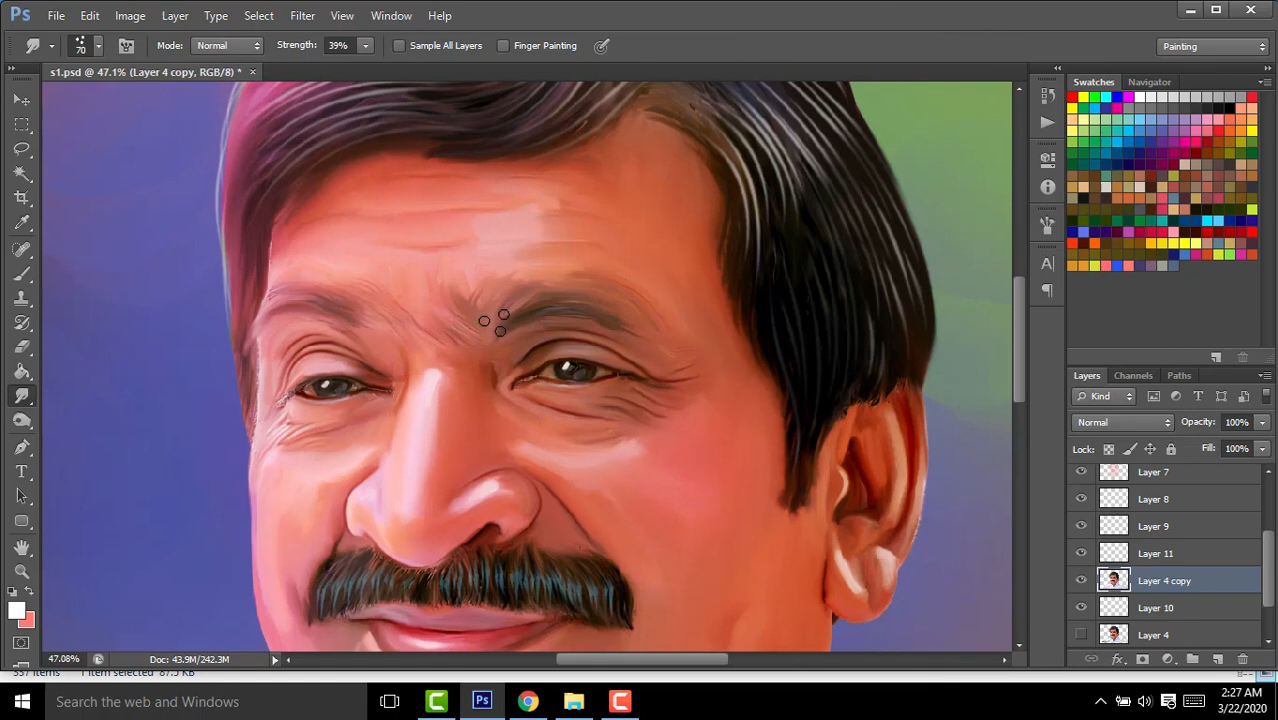 Ps File Edit Image Layer Type Select Filter View Window Help
70 Mode: Normal Strength: 39% Sample All Layers Finger Painting Painting
s1.psd @ 47.1% (Layer 4 copy, RGB/8) * ×
Swatches Navigator
Layers Channels Paths
Kind
Normal Opacity: 100%
Lock: Fill: 100%
Layer 7
Layer 8
Layer 9
Layer 11
Layer 4 copy
Layer 10
Layer 4
47.08% Doc: 43.9M/242.3M
fx
Search the web and Windows
Ps
2:27 AM
3/22/2020